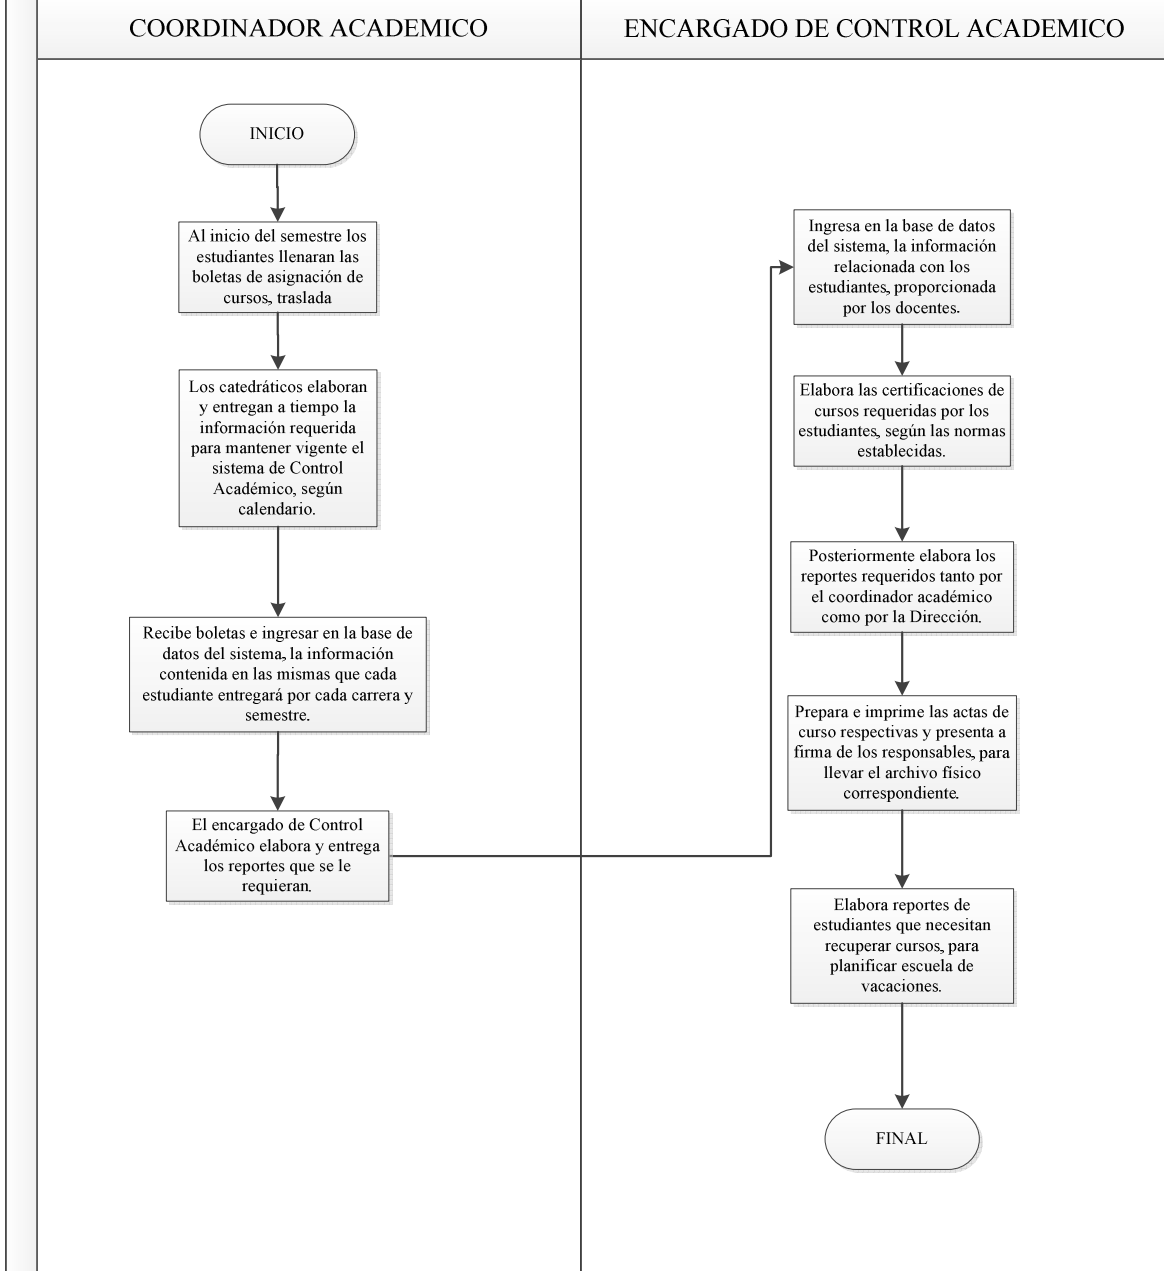 COORDINADOR ACADEMICO
ENCARGADO DE CONTROL ACADEMICO
INICIO
Al inicio del semestre los
estudiantes llenaran las
boletas de asignación de
cursos, traslada
Los catedráticos elaboran
y entregan a tiempo la
información requerida
para mantener vigente el
sistema de Control
Académico, según
calendario.
Recibe boletas e ingresar en la base de
datos del sistema, la información
contenida en las mismas que cada
estudiante entregará por cada carrera y
semestre.
El encargado de Control
Académico elabora y entrega
los reportes que se le
requieran.
Ingresa en la base de datos
del sistema, la información
relacionada con los
estudiantes, proporcionada
por los docentes.
Elabora las certificaciones de
cursos requeridas por los
estudiantes, según las normas
establecidas.
Posteriormente elabora los
reportes requeridos tanto por
el coordinador académico
como por la Dirección.
Prepara e imprime las actas de
curso respectivas y presenta a
firma de los responsables, para
llevar el archivo físico
correspondiente.
Elabora reportes de
estudiantes que necesitan
recuperar cursos, para
planificar escuela de
vacaciones.
FINAL